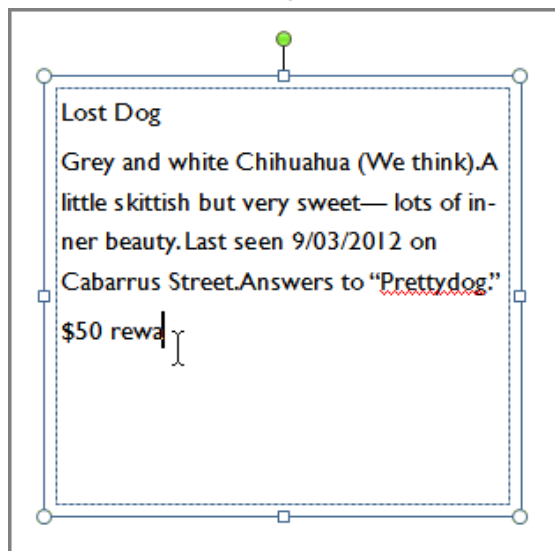 Lost Dog
Grey and white Chihuahua (We think).A
little skittish but very sweet— lots of in-
ner beauty. Last seen 9/03/2012 on
Cabarrus Street.Answers to “Prettydog.”
$50 rewa